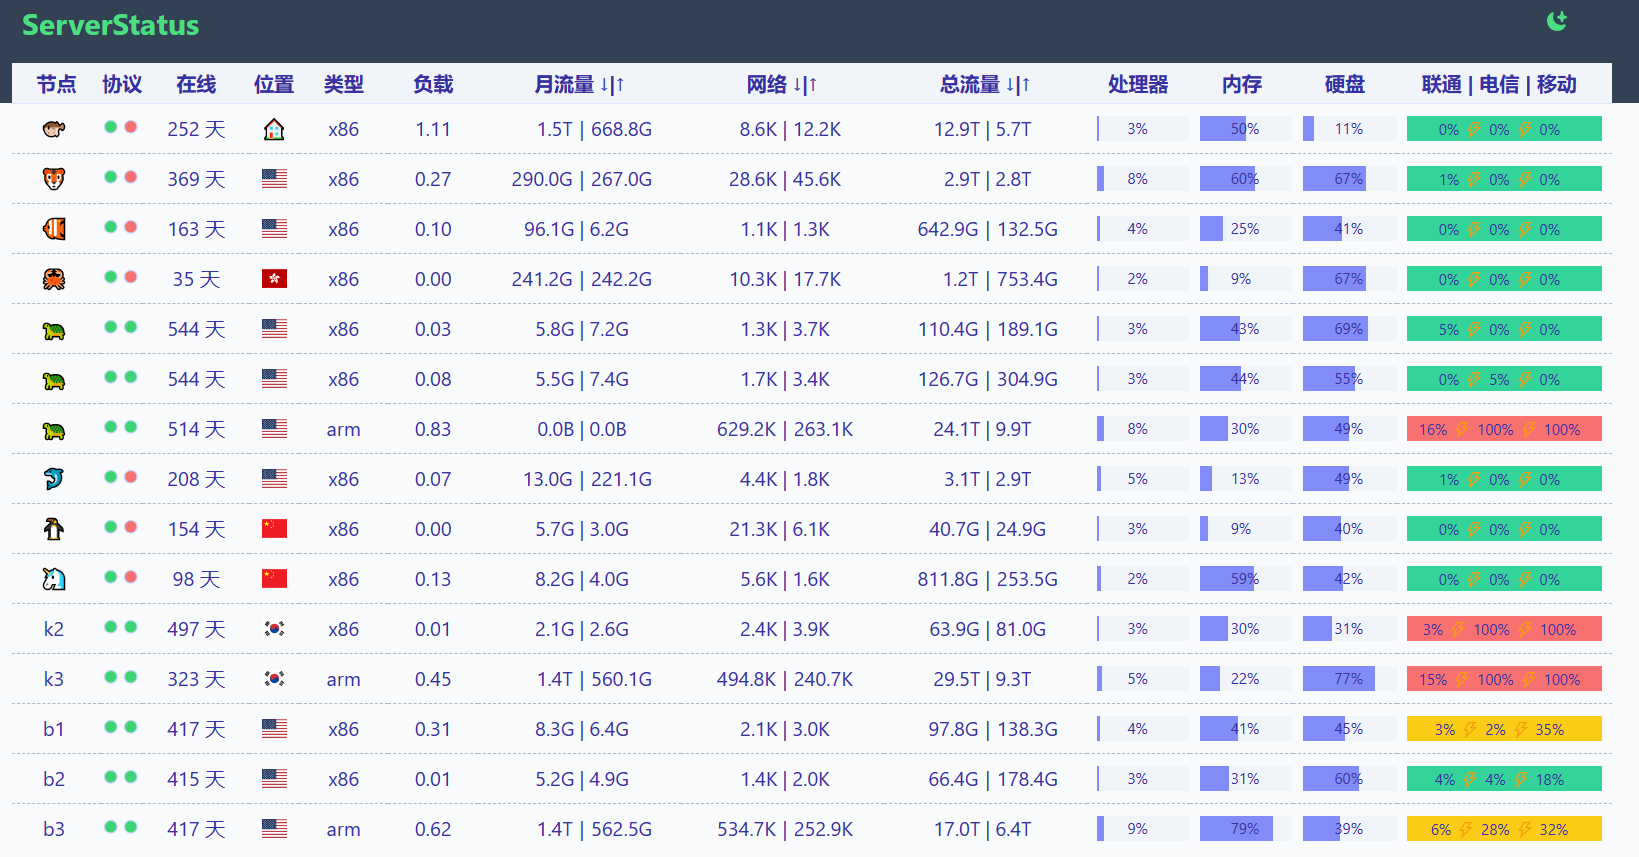 ServerStatus
节点 协议 在线 位置 类型 负载 月流量 ↓|↑ 网络 ↓|↑ 总流量 ↓|↑ 处理器 内存 硬盘 联通 | 电信 | 移动
252 天 x86 1.11 1.5T | 668.8G 8.6K | 12.2K 12.9T | 5.7T 3% 50% 11% 0% 0% 0%
369 天 x86 0.27 290.0G | 267.0G 28.6K | 45.6K 2.9T | 2.8T 8% 60% 67% 1% 0% 0%
163 天 x86 0.10 96.1G | 6.2G 1.1K | 1.3K 642.9G | 132.5G 4% 25% 41% 0% 0% 0%
35 天 x86 0.00 241.2G | 242.2G 10.3K | 17.7K 1.2T | 753.4G 2% 9% 67% 0% 0% 0%
544 天 x86 0.03 5.8G | 7.2G 1.3K | 3.7K 110.4G | 189.1G 3% 43% 69% 5% 0% 0%
544 天 x86 0.08 5.5G | 7.4G 1.7K | 3.4K 126.7G | 304.9G 3% 44% 55% 0% 5% 0%
514 天 arm 0.83 0.0B | 0.0B 629.2K | 263.1K 24.1T | 9.9T 8% 30% 49% 16% 100% 100%
208 天 x86 0.07 13.0G | 221.1G 4.4K | 1.8K 3.1T | 2.9T 5% 13% 49% 1% 0% 0%
154 天 x86 0.00 5.7G | 3.0G 21.3K | 6.1K 40.7G | 24.9G 3% 9% 40% 0% 0% 0%
98 天 x86 0.13 8.2G | 4.0G 5.6K | 1.6K 811.8G | 253.5G 2% 59% 42% 0% 0% 0%
k2 497 天 x86 0.01 2.1G | 2.6G 2.4K | 3.9K 63.9G | 81.0G 3% 30% 31% 3% 100% 100%
k3 323 天 arm 0.45 1.4T | 560.1G 494.8K | 240.7K 29.5T | 9.3T 5% 22% 77% 15% 100% 100%
b1 417 天 x86 0.31 8.3G | 6.4G 2.1K | 3.0K 97.8G | 138.3G 4% 41% 45% 3% 2% 35%
b2 415 天 x86 0.01 5.2G | 4.9G 1.4K | 2.0K 66.4G | 178.4G 3% 31% 60% 4% 4% 18%
b3 417 天 arm 0.62 1.4T | 562.5G 534.7K | 252.9K 17.0T | 6.4T 9% 79% 39% 6% 28% 32%